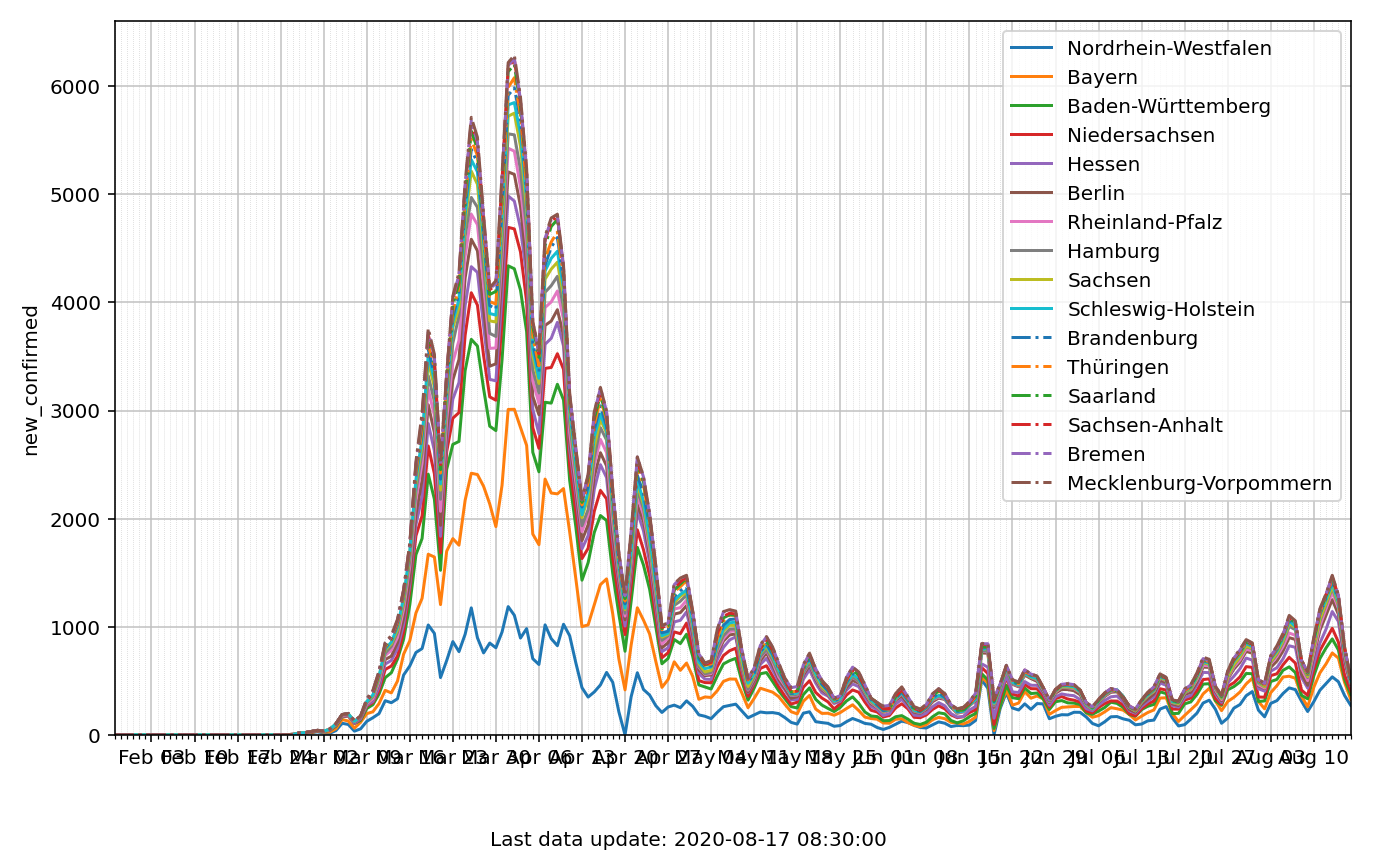 6000
5000
4000
3000
2000
1000
0
new_confirmed
Nordrhein-Westfalen
Bayern
Baden-Württemberg
Niedersachsen
Hessen
Berlin
Rheinland-Pfalz
Hamburg
Sachsen
Schleswig-Holstein
Brandenburg
Thüringen
Saarland
Sachsen-Anhalt
Bremen
Mecklenburg-Vorpommern
Feb 03 Feb 10 Feb 17 Feb 24 Mar 02 Mar 09 Mar 16 Mar 23 Mar 30 Apr 06 Apr 13 Apr 20 Apr 27 May 04 May 11 May 18 May 25 Jun 01 Jun 08 Jun 15 Jun 22 Jun 29 Jul 06 Jul 13 Jul 20 Jul 27 Aug 03 Aug 10
Last data update: 2020-08-17 08:30:00